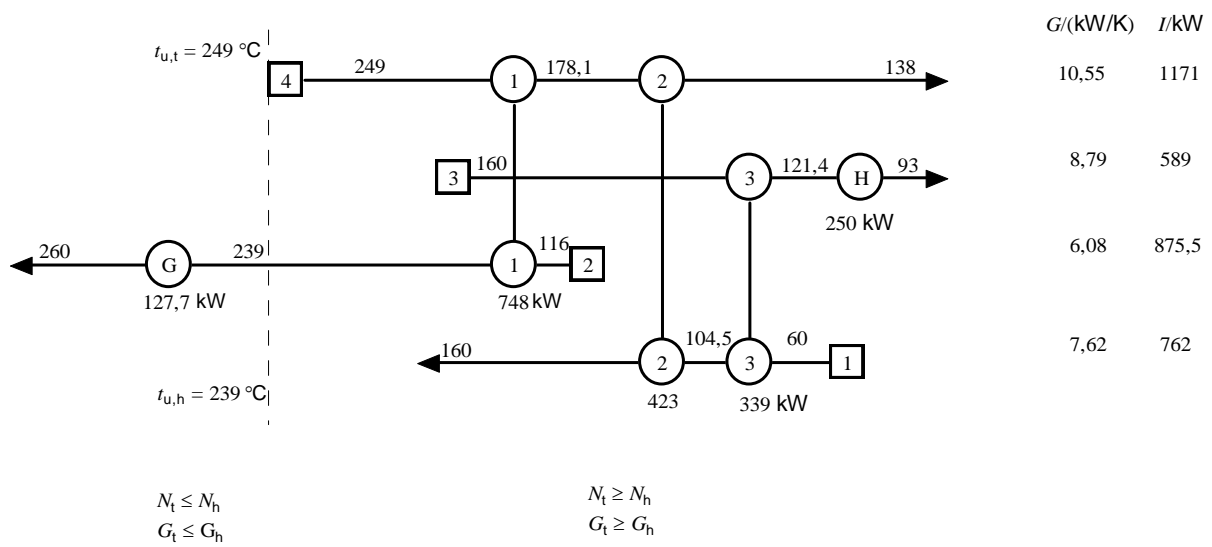 G/(kW/K) I/kW
t_u,t = 249 °C
4 249 1 178,1 2 138 10,55 1171
3 160 3 121,4 H 93 8,79 589
250 kW
260 G 239 1 116 2 6,08 875,5
127,7 kW 748 kW
160 2 104,5 3 60 1 7,62 762
t_u,h = 239 °C
423 339 kW
N_t ≤ N_h N_t ≥ N_h
G_t ≤ G_h G_t ≥ G_h